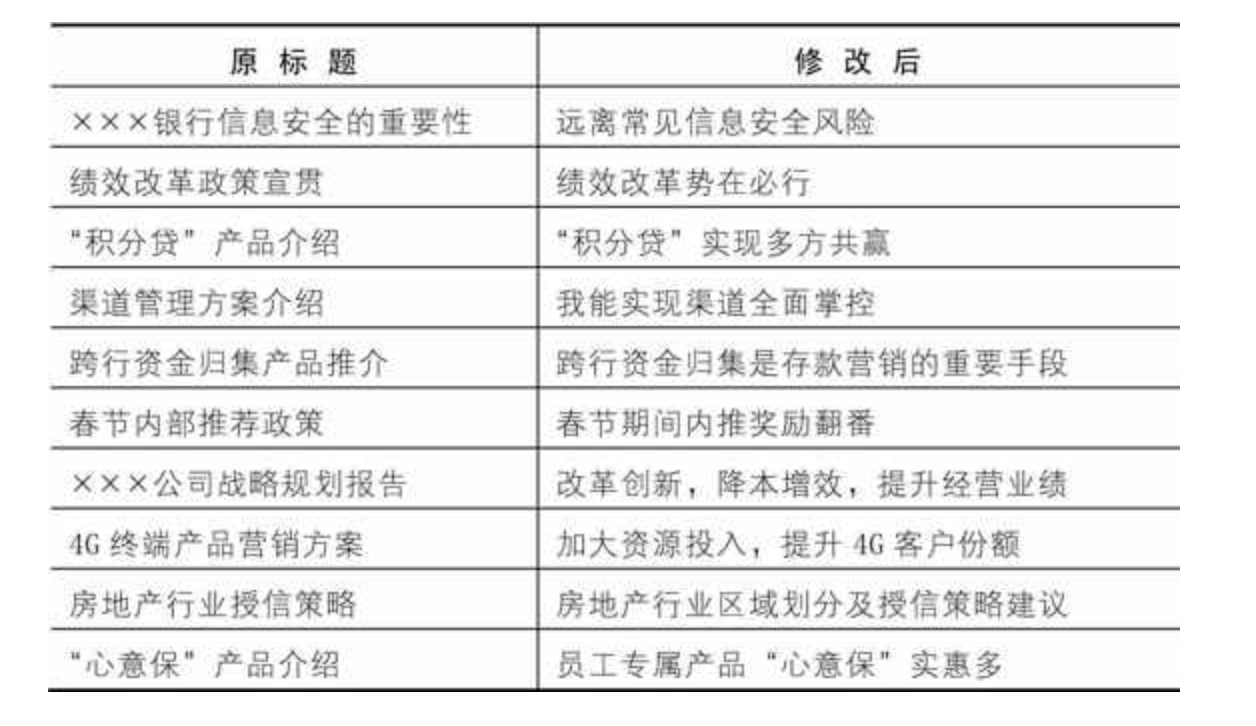 原标题 修改后
×××银行信息安全的重要性 远离常见信息安全风险
绩效改革政策宣贯 绩效改革势在必行
“积分贷”产品介绍 “积分贷”实现多方共赢
渠道管理方案介绍 我能实现渠道全面掌控
跨行资金归集产品推介 跨行资金归集是存款营销的重要手段
春节内部推荐政策 春节期间内推奖励翻番
×××公司战略规划报告 改革创新，降本增效，提升经营业绩
4G 终端产品营销方案 加大资源投入，提升 4G 客户份额
房地产行业授信策略 房地产行业区域划分及授信策略建议
“心意保”产品介绍 员工专属产品“心意保”实惠多